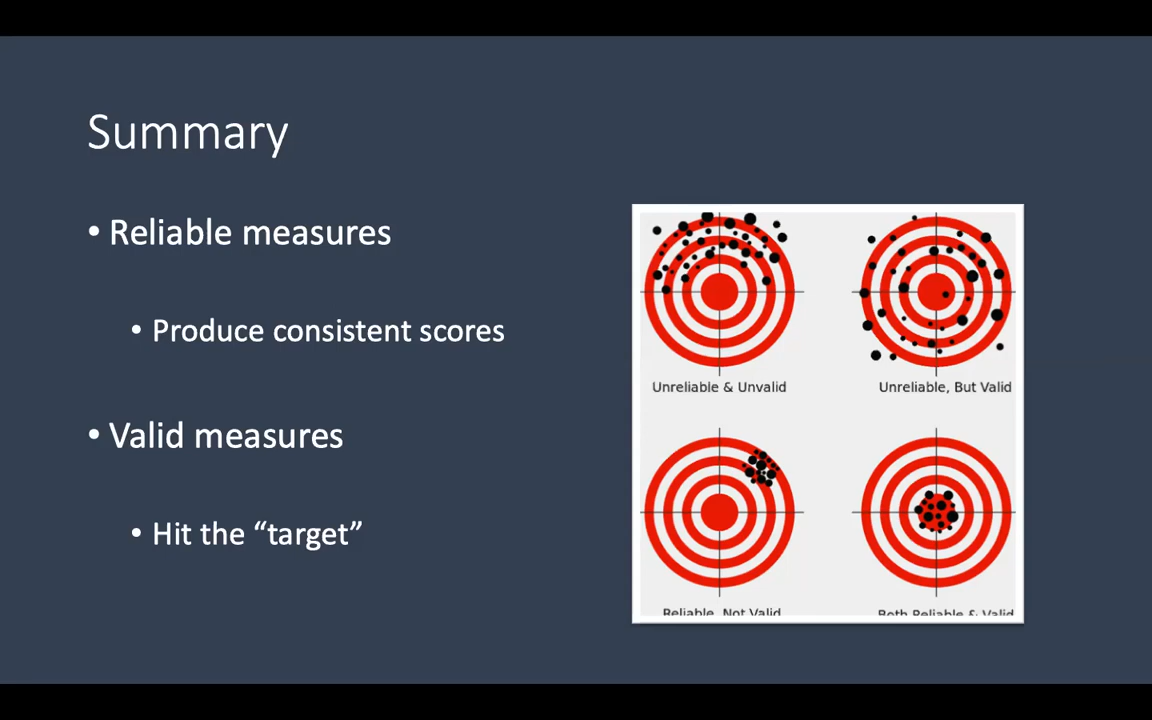 Summary
• Reliable measures
• Produce consistent scores
• Valid measures
• Hit the “target”
Unreliable & Unvalid
Unreliable, But Valid
Reliable, Not Valid
Both Reliable & Valid